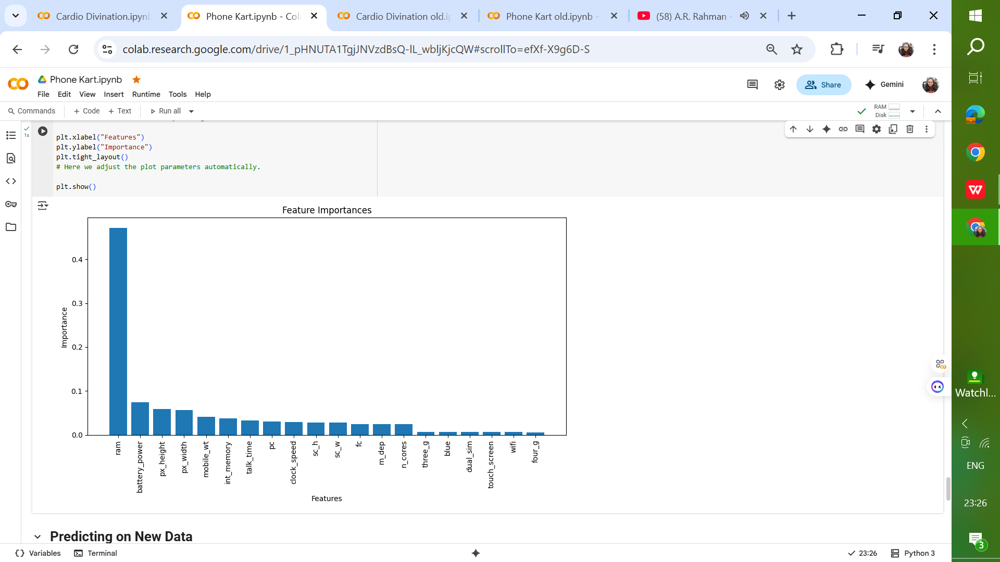 Cardio Divination.ipynb
Phone Kart.ipynb - Col
Cardio Divination old.ip
Phone Kart old.ipynb -
(58) A.R. Rahman -
colab.research.google.com/drive/1_pHNUTA1TgjJNVzdBsQ-lL_wbljKjcQW#scrollTo=efXf-X9g6D-S
Phone Kart.ipynb
Share
Gemini
File Edit View Insert Runtime Tools Help
Commands + Code + Text Run all
RAM
Disk
1s
plt.xlabel("Features")
plt.ylabel("Importance")
plt.tight_layout()
# Here we adjust the plot parameters automatically.
plt.show()
Feature Importances
Importance
0.4
0.3
0.2
0.1
0.0
ram
battery_power
px_height
px_width
mobile_wt
int_memory
talk_time
pc
clock_speed
sc_h
sc_w
fc
m_dep
n_cores
three_g
blue
dual_sim
touch_screen
wifi
four_g
Features
Predicting on New Data
Variables
Terminal
23:26
Python 3
Watchl...
ENG
23:26
3